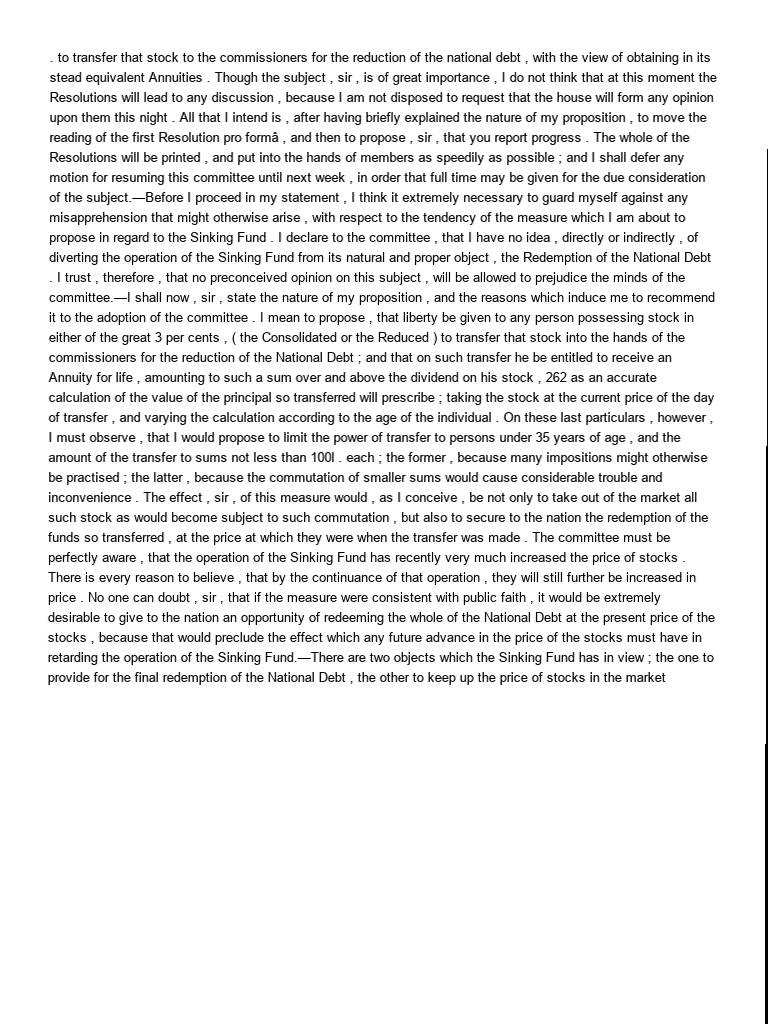 . to transfer that stock to the commissioners for the reduction of the national debt , with the view of obtaining in its
stead equivalent Annuities . Though the subject , sir , is of great importance , I do not think that at this moment the
Resolutions will lead to any discussion , because I am not disposed to request that the house will form any opinion
upon them this night . All that I intend is , after having briefly explained the nature of my proposition , to move the
reading of the first Resolution pro formâ , and then to propose , sir , that you report progress . The whole of the
Resolutions will be printed , and put into the hands of members as speedily as possible ; and I shall defer any
motion for resuming this committee until next week , in order that full time may be given for the due consideration
of the subject.—Before I proceed in my statement , I think it extremely necessary to guard myself against any
misapprehension that might otherwise arise , with respect to the tendency of the measure which I am about to
propose in regard to the Sinking Fund . I declare to the committee , that I have no idea , directly or indirectly , of
diverting the operation of the Sinking Fund from its natural and proper object , the Redemption of the National Debt
. I trust , therefore , that no preconceived opinion on this subject , will be allowed to prejudice the minds of the
committee.—I shall now , sir , state the nature of my proposition , and the reasons which induce me to recommend
it to the adoption of the committee . I mean to propose , that liberty be given to any person possessing stock in
either of the great 3 per cents , ( the Consolidated or the Reduced ) to transfer that stock into the hands of the
commissioners for the reduction of the National Debt ; and that on such transfer he be entitled to receive an
Annuity for life , amounting to such a sum over and above the dividend on his stock , 262 as an accurate
calculation of the value of the principal so transferred will prescribe ; taking the stock at the current price of the day
of transfer , and varying the calculation according to the age of the individual . On these last particulars , however ,
I must observe , that I would propose to limit the power of transfer to persons under 35 years of age , and the
amount of the transfer to sums not less than 100l . each ; the former , because many impositions might otherwise
be practised ; the latter , because the commutation of smaller sums would cause considerable trouble and
inconvenience . The effect , sir , of this measure would , as I conceive , be not only to take out of the market all
such stock as would become subject to such commutation , but also to secure to the nation the redemption of the
funds so transferred , at the price at which they were when the transfer was made . The committee must be
perfectly aware , that the operation of the Sinking Fund has recently very much increased the price of stocks .
There is every reason to believe , that by the continuance of that operation , they will still further be increased in
price . No one can doubt , sir , that if the measure were consistent with public faith , it would be extremely
desirable to give to the nation an opportunity of redeeming the whole of the National Debt at the present price of the
stocks , because that would preclude the effect which any future advance in the price of the stocks must have in
retarding the operation of the Sinking Fund.—There are two objects which the Sinking Fund has in view ; the one to
provide for the final redemption of the National Debt , the other to keep up the price of stocks in the market